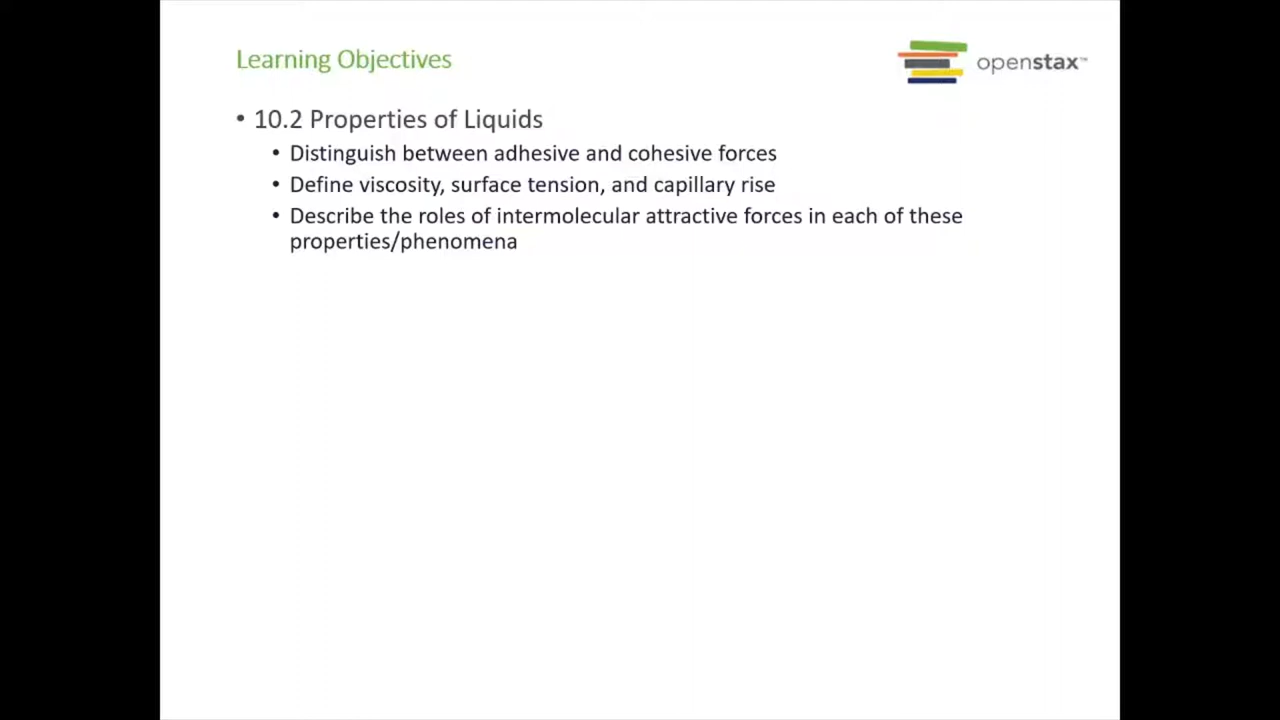 Learning Objectives
openstax™
• 10.2 Properties of Liquids
• Distinguish between adhesive and cohesive forces
• Define viscosity, surface tension, and capillary rise
• Describe the roles of intermolecular attractive forces in each of these
properties/phenomena